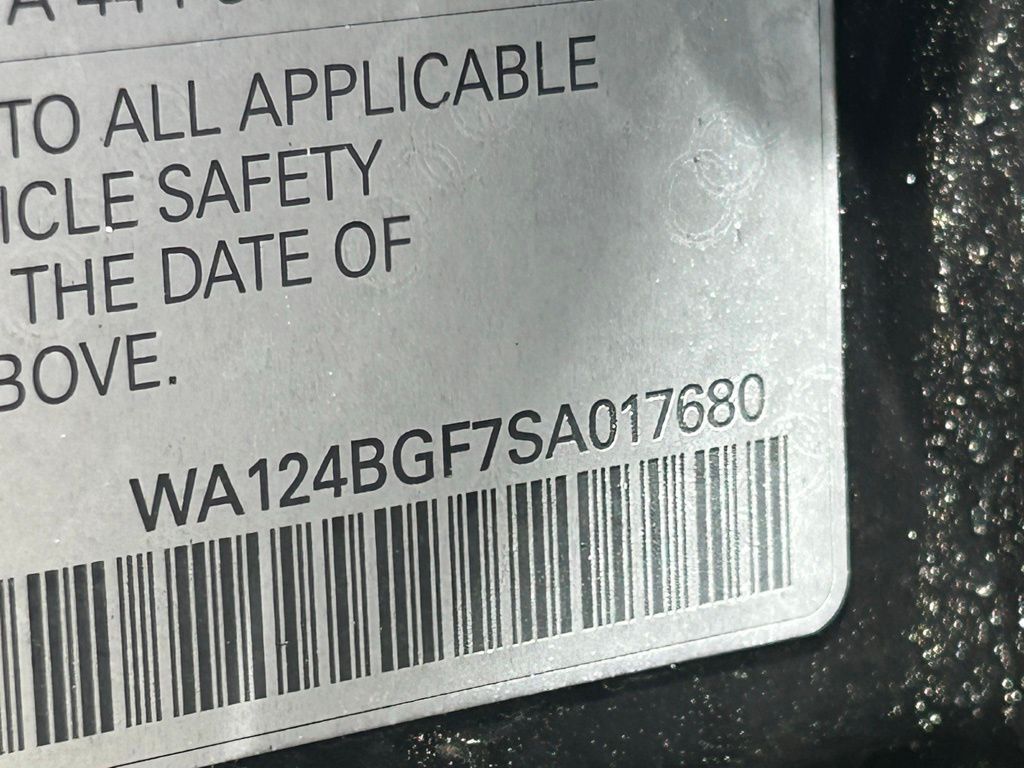 TO ALL APPLICABLE
ICLE SAFETY
THE DATE OF
BOVE.
WA124BGF7SA017680